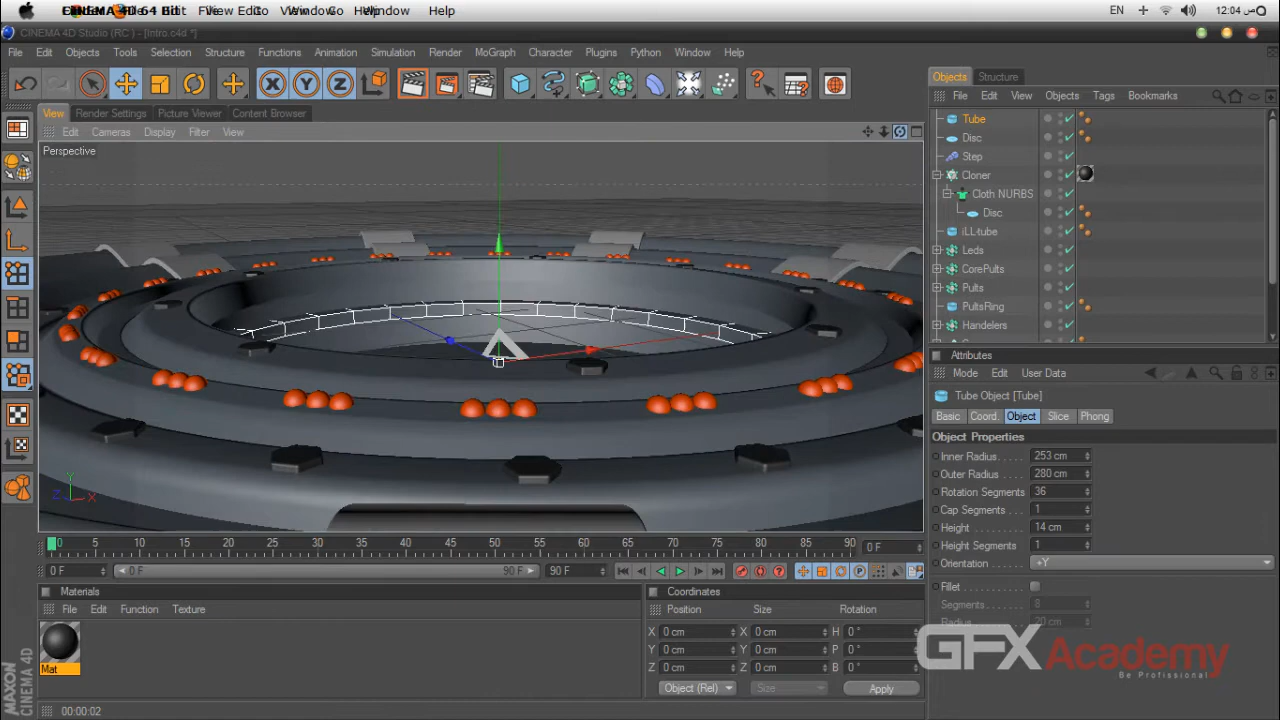 CINEMA 4D 64 Bit File Edit View Go Window Help
EN 12:04 ص
CINEMA 4D Studio (RC ) - [Intro.c4d *]
File Edit Objects Tools Selection Structure Functions Animation Simulation Render MoGraph Character Plugins Python Window Help
View Render Settings Picture Viewer Content Browser
Edit Cameras Display Filter View
Perspective
X Y Z
Y
Z X
Objects Structure
File Edit View Objects Tags Bookmarks
Tube
Disc
Step
Cloner
Cloth NURBS
Disc
iLL-tube
Leds
CorePults
Pults
PultsRing
Handelers
Attributes
Mode Edit User Data
Tube Object [Tube]
Basic Coord. Object Slice Phong
Object Properties
Inner Radius 253 cm
Outer Radius 280 cm
Rotation Segments 36
Cap Segments 1
Height 14 cm
Height Segments 1
Orientation +Y
Fillet
Segments 8
Radius 20 cm
0 5 10 15 20 25 30 35 40 45 50 55 60 65 70 75 80 85 90 0 F
0 F 0 F 90 F 90 F
Materials
File Edit Function Texture
Mat
Coordinates
Position Size Rotation
X 0 cm X 0 cm H 0 °
Y 0 cm Y 0 cm P 0 °
Z 0 cm Z 0 cm B 0 °
Object (Rel) Size Apply
00:00:02
MAXON
CINEMA 4D
GFXAcademy
Be Profissional